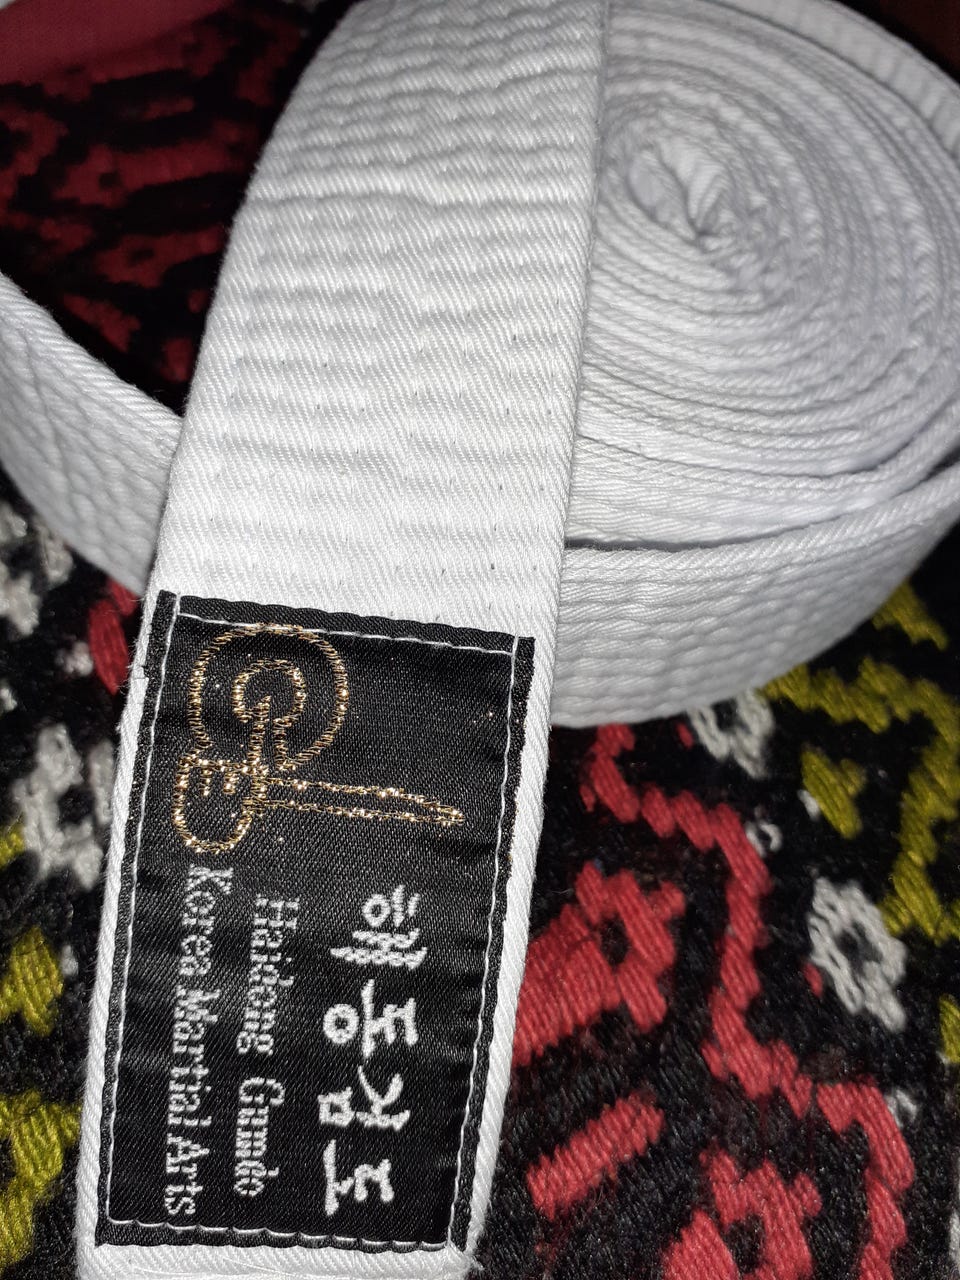 해동검도
Haidong Gumdo
Korea Martial Arts